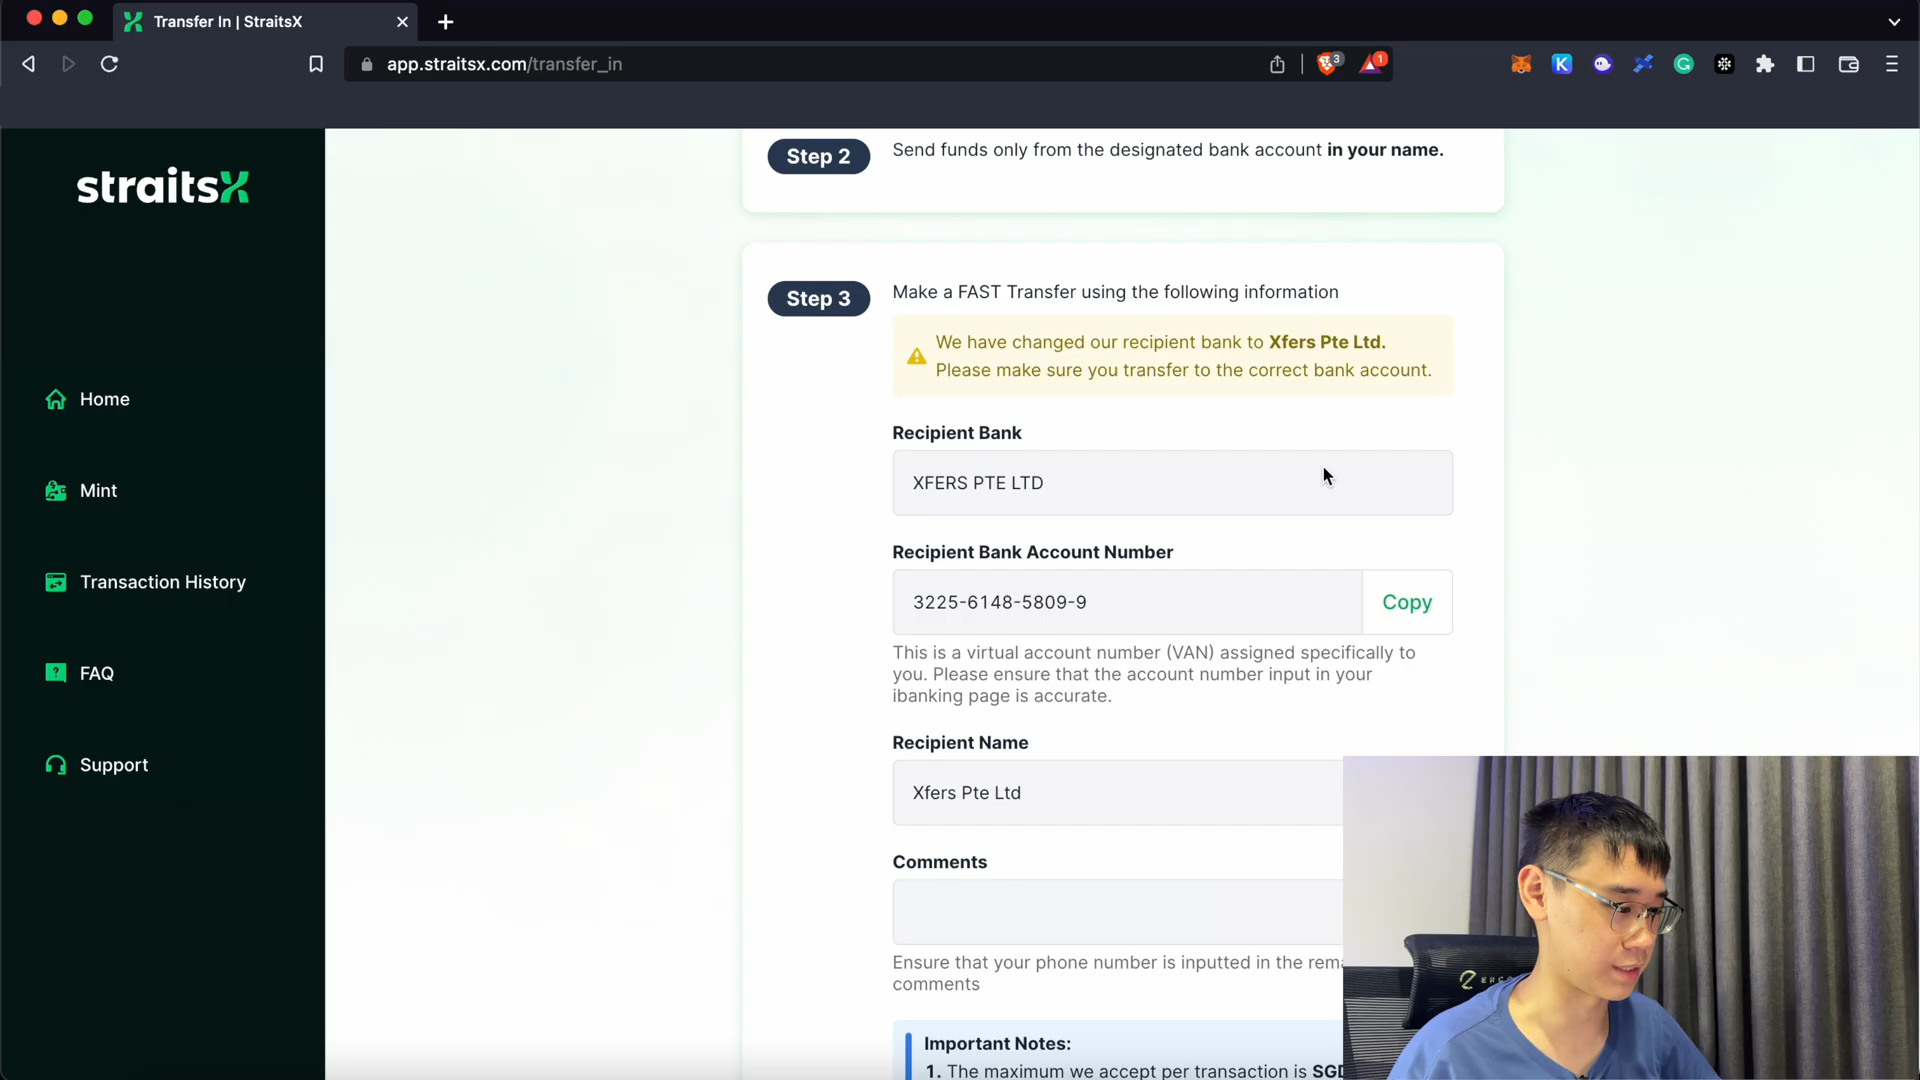 Transfer In | StraitsX
app.straitsx.com/transfer_in
3
1
straitsX
Home
Mint
Transaction History
FAQ
Support
Step 2
Send funds only from the designated bank account in your name.
Step 3
Make a FAST Transfer using the following information
We have changed our recipient bank to Xfers Pte Ltd.
Please make sure you transfer to the correct bank account.
Recipient Bank
XFERS PTE LTD
Recipient Bank Account Number
3225-6148-5809-9
Copy
This is a virtual account number (VAN) assigned specifically to
you. Please ensure that the account number input in your
ibanking page is accurate.
Recipient Name
Xfers Pte Ltd
Comments
Ensure that your phone number is inputted in the
comments
Important Notes:
1. The maximum we accept per transaction is